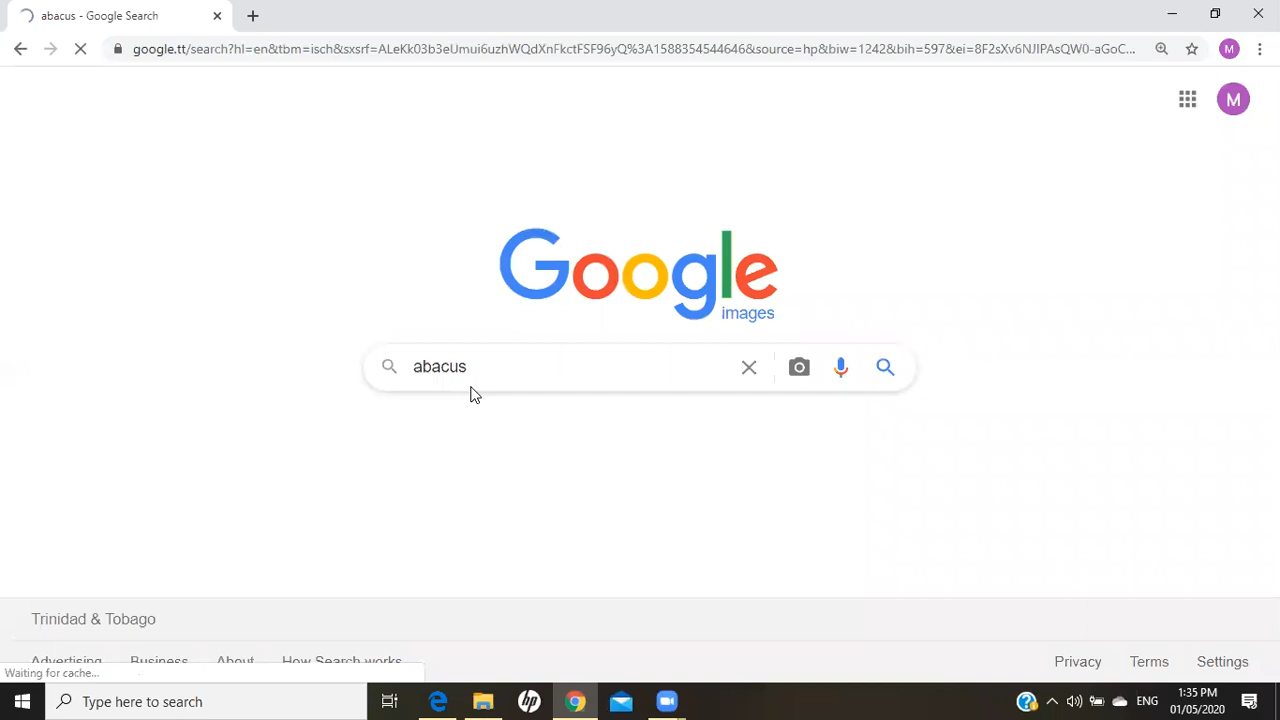 abacus - Google Search
google.tt/search?hl=en&tbm=isch&sxsrf=ALeKk03b3eUmui6uzhWQdXnFkctFSF96yQ%3A1588354544646&source=hp&biw=1242&bih=597&ei=8F2sXv6NJIPAsQW0-aGoC...
M
M
Google
images
abacus
Trinidad & Tobago
Advertising Business About How Search works Privacy Terms Settings
Waiting for cache...
Type here to search
hp
ENG
1:35 PM
01/05/2020